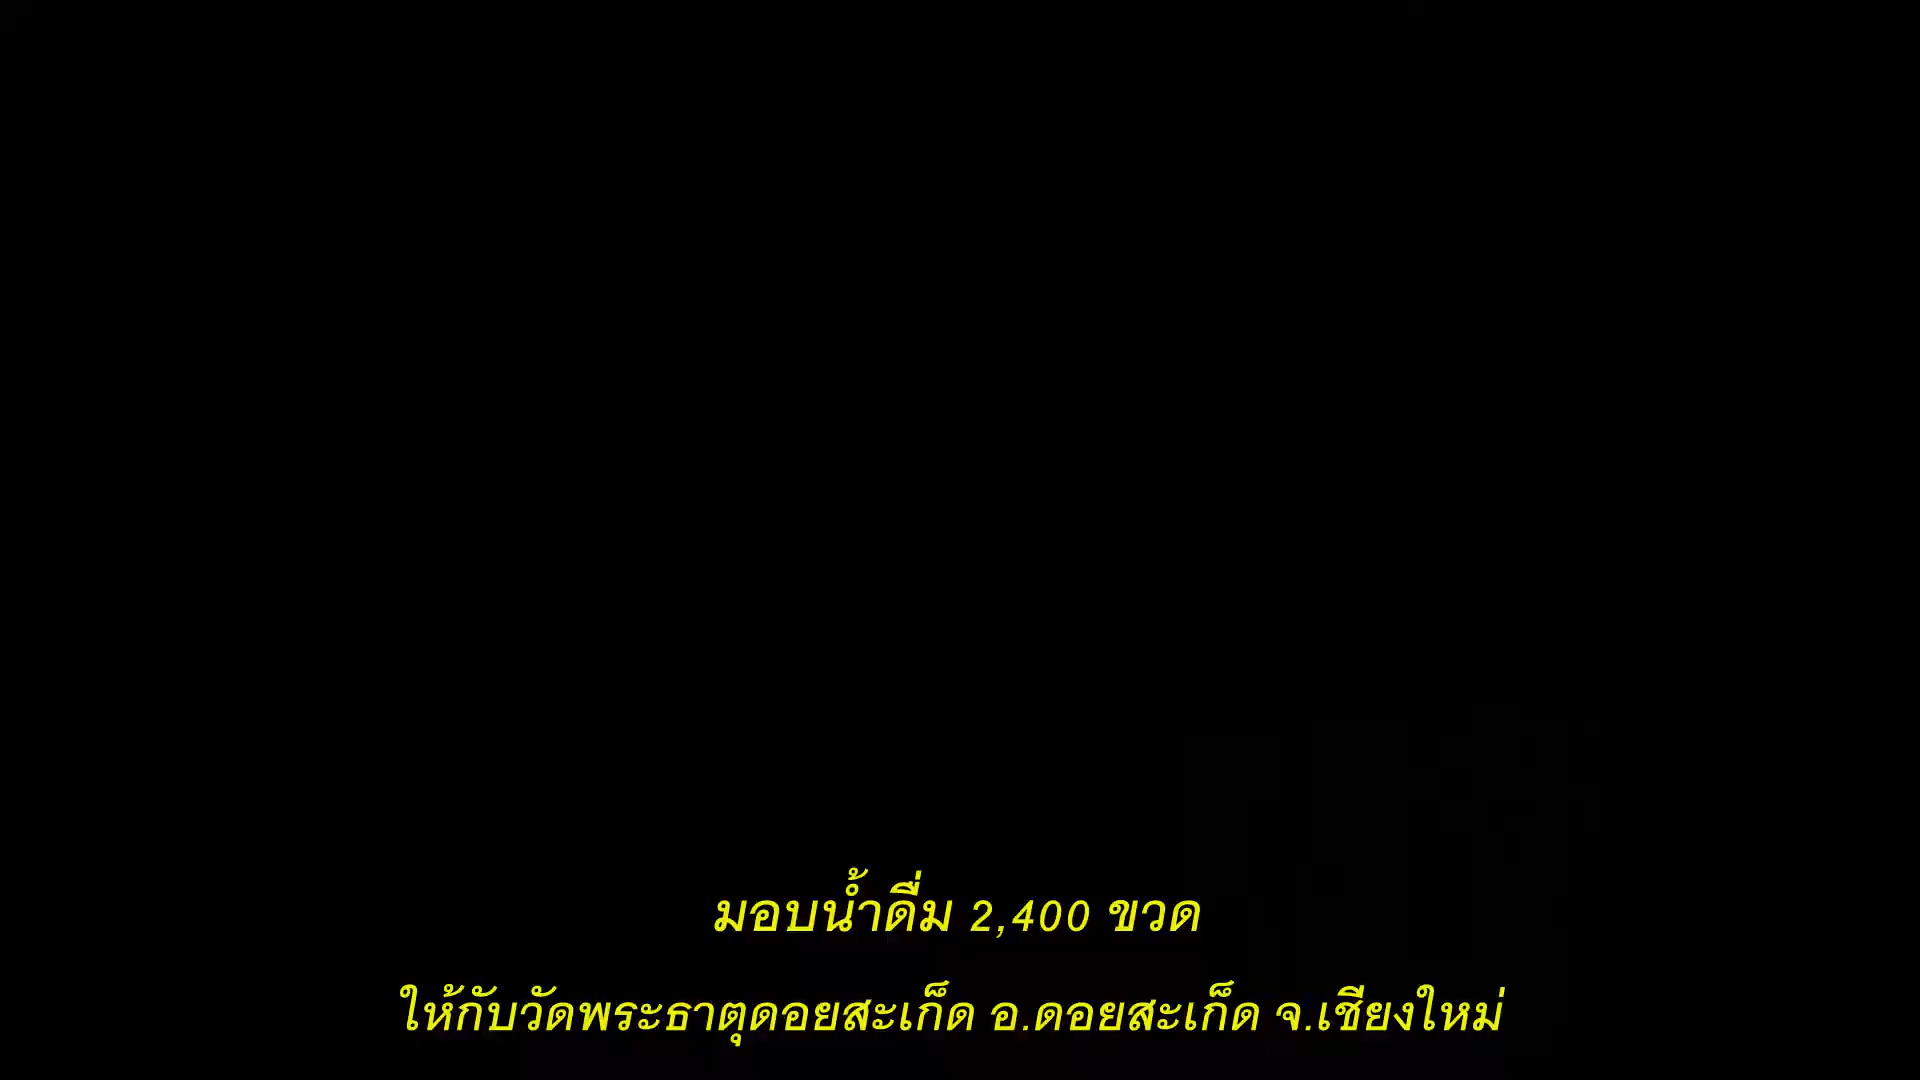 มอบน้ำดื่ม 2,400 ขวด
ให้กับวัดพระธาตุดอยสะเก็ด อ.ดอยสะเก็ด จ.เชียงใหม่